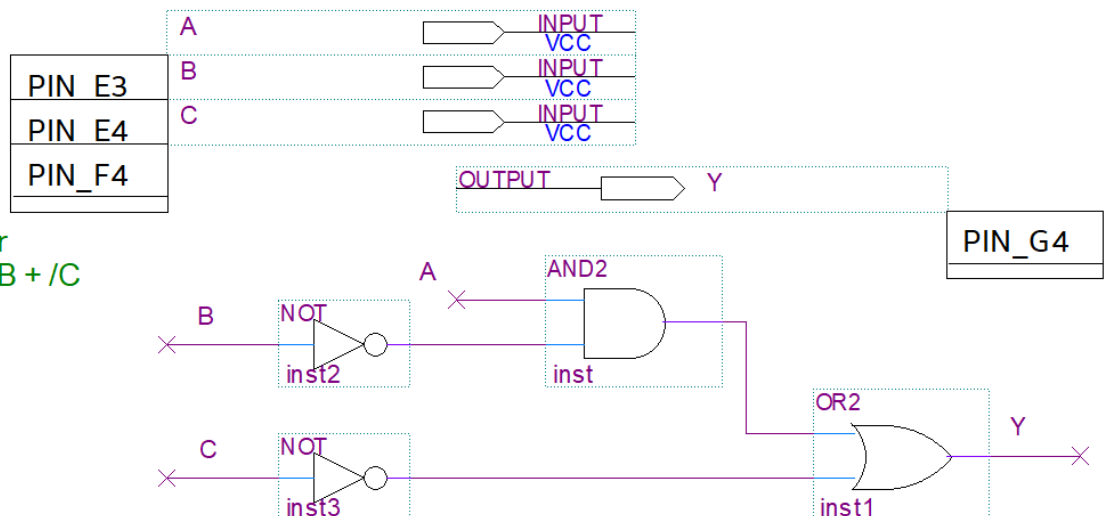 A
INPUT
VCC
PIN_E3
B
INPUT
VCC
PIN_E4
C
INPUT
VCC
PIN_F4
OUTPUT
Y
PIN_G4
r
B + /C
A
AND2
B
NOT
inst2
inst
OR2
Y
C
NOT
inst3
inst1